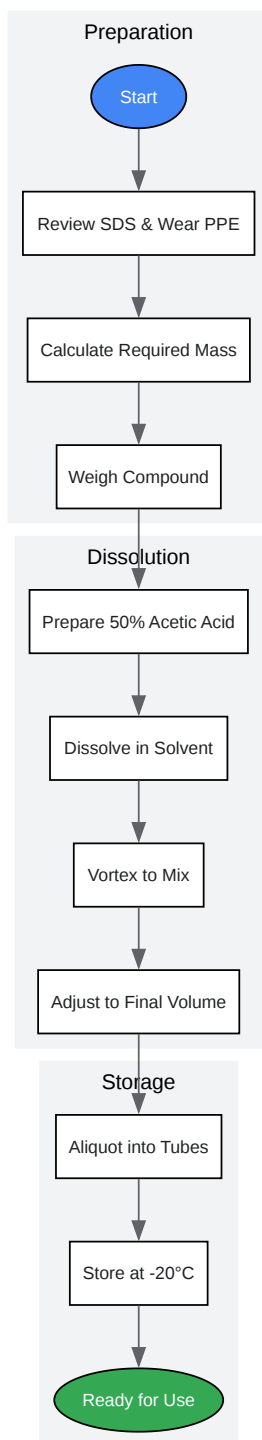 Preparation
Start
Review SDS & Wear PPE
Calculate Required Mass
Weigh Compound
Dissolution
Prepare 50% Acetic Acid
Dissolve in Solvent
Vortex to Mix
Adjust to Final Volume
Storage
Aliquot into Tubes
Store at -20°C
Ready for Use